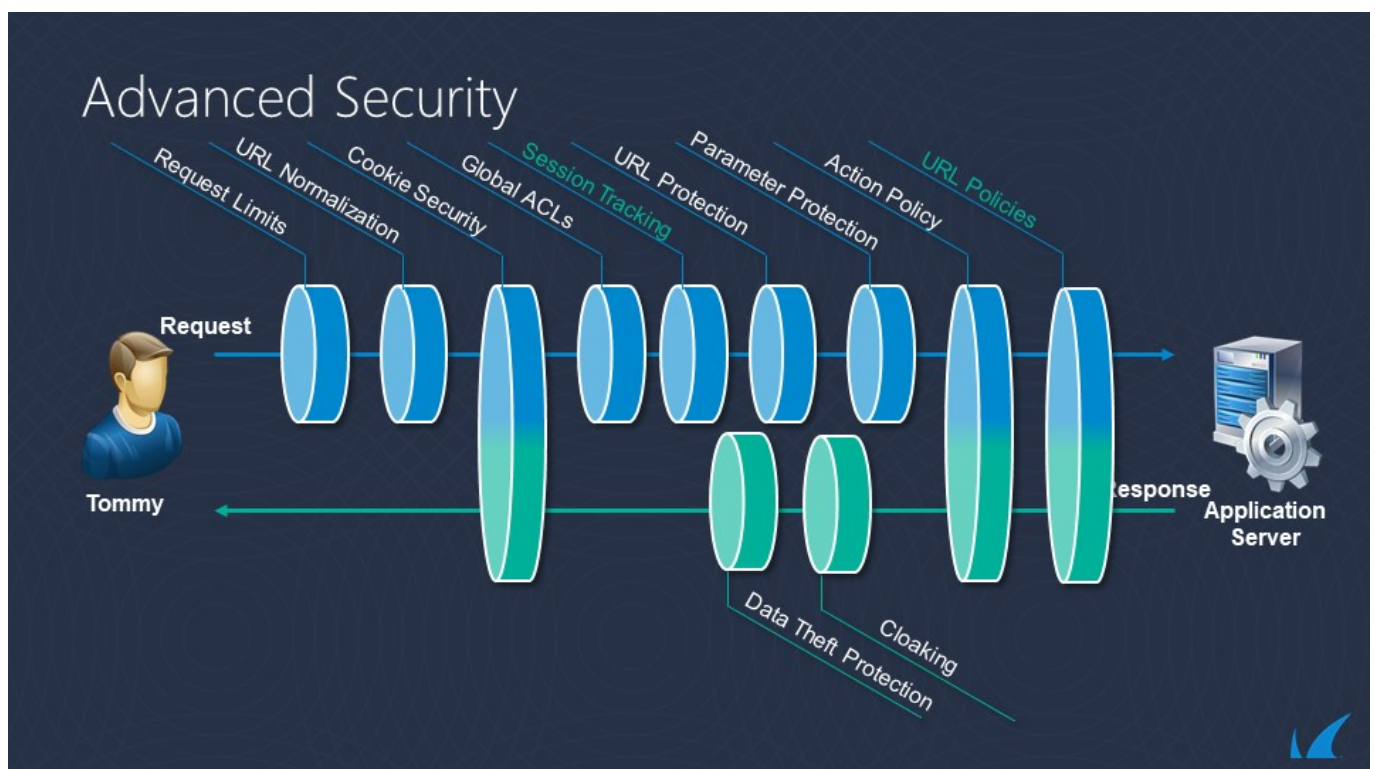 Advanced Security
Request Limits
URL Normalization
Cookie Security
Global ACLs
Session Tracking
URL Protection
Parameter Protection
Action Policy
URL Policies
Request
Tommy
Response
Application
Server
Data Theft Protection
Cloaking